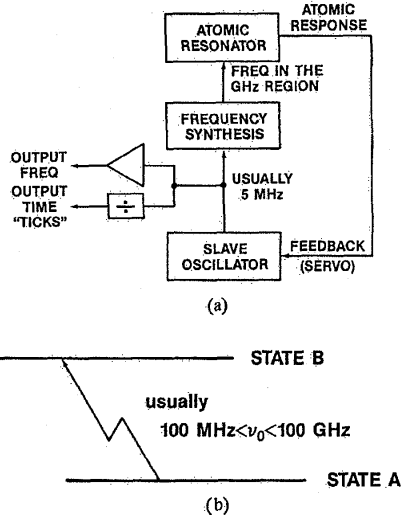 ATOMIC
RESPONSE
ATOMIC
RESONATOR
FREQ IN THE
GHz REGION
FREQUENCY
SYNTHESIS
OUTPUT
FREQ
OUTPUT
TIME
"TICKS"
÷
USUALLY
5 MHz
SLAVE
OSCILLATOR
FEEDBACK
(SERVO)
(a)
STATE B
usually
100 MHz<ν₀<100 GHz
STATE A
(b)